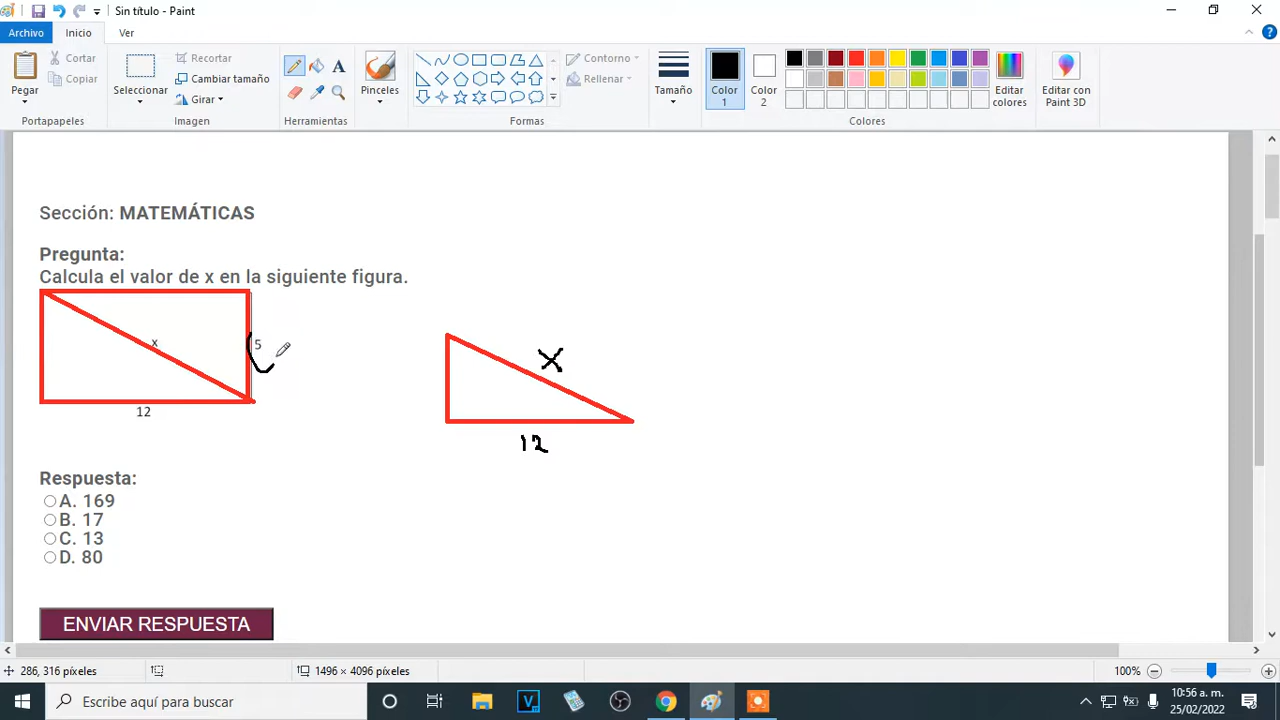 Sin título - Paint
Archivo Inicio Ver
Pegar
Cortar
Copiar
Portapapeles
Seleccionar
Recortar
Cambiar tamaño
Girar
Imagen
A
Herramientas
Pinceles
Contorno
Rellenar
Formas
Tamaño
Color 1
Color 2
Editar colores
Colores
Editar con Paint 3D
Sección: MATEMÁTICAS
Pregunta:
Calcula el valor de x en la siguiente figura.
x
5
12
X
12
Respuesta:
A. 169
B. 17
C. 13
D. 80
ENVIAR RESPUESTA
286, 316 píxeles 1496 × 4096 píxeles 100%
Escribe aquí para buscar
10:56 a. m.
25/02/2022